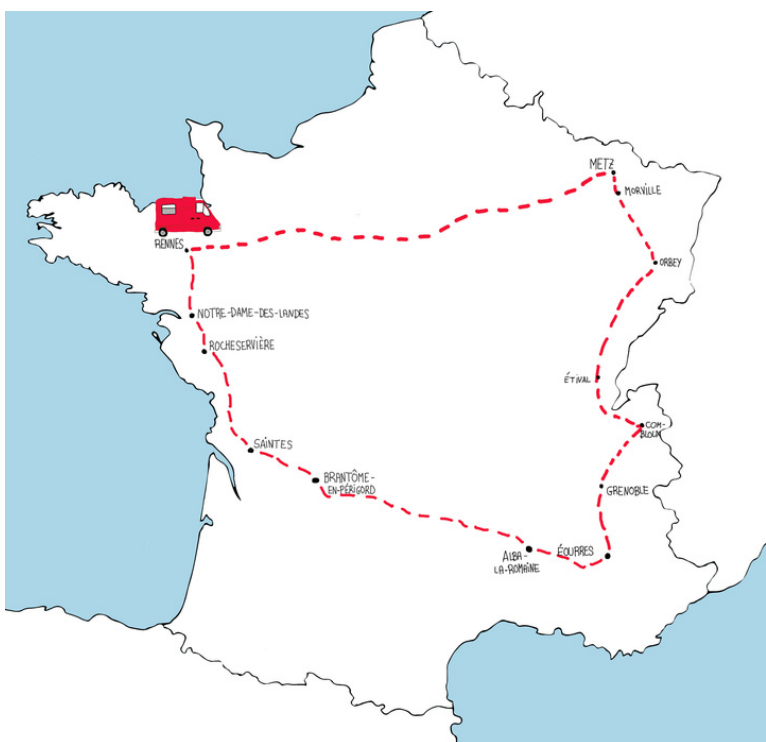 METZ
MORVILLE
RENNES
ORBEY
NOTRE-DAME-DES-LANDES
ROCHESERVIÈRE
ÉTIVAL
COM-
BLOUX
SAINTES
BRANTÔME-
EN-PÉRIGORD
GRENOBLE
ALBA-
LA-ROMAINE
ÉOURRES